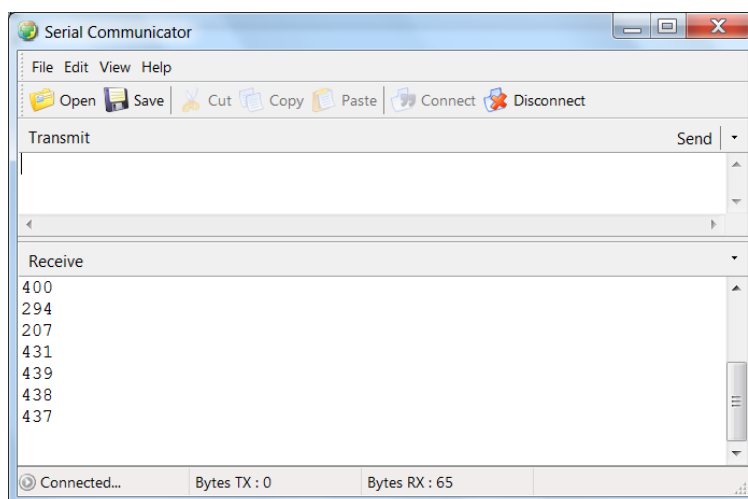 Serial Communicator
File Edit View Help
Open Save Cut Copy Paste Connect Disconnect
Transmit Send
Receive
400
294
207
431
439
438
437
Connected... Bytes TX : 0 Bytes RX : 65